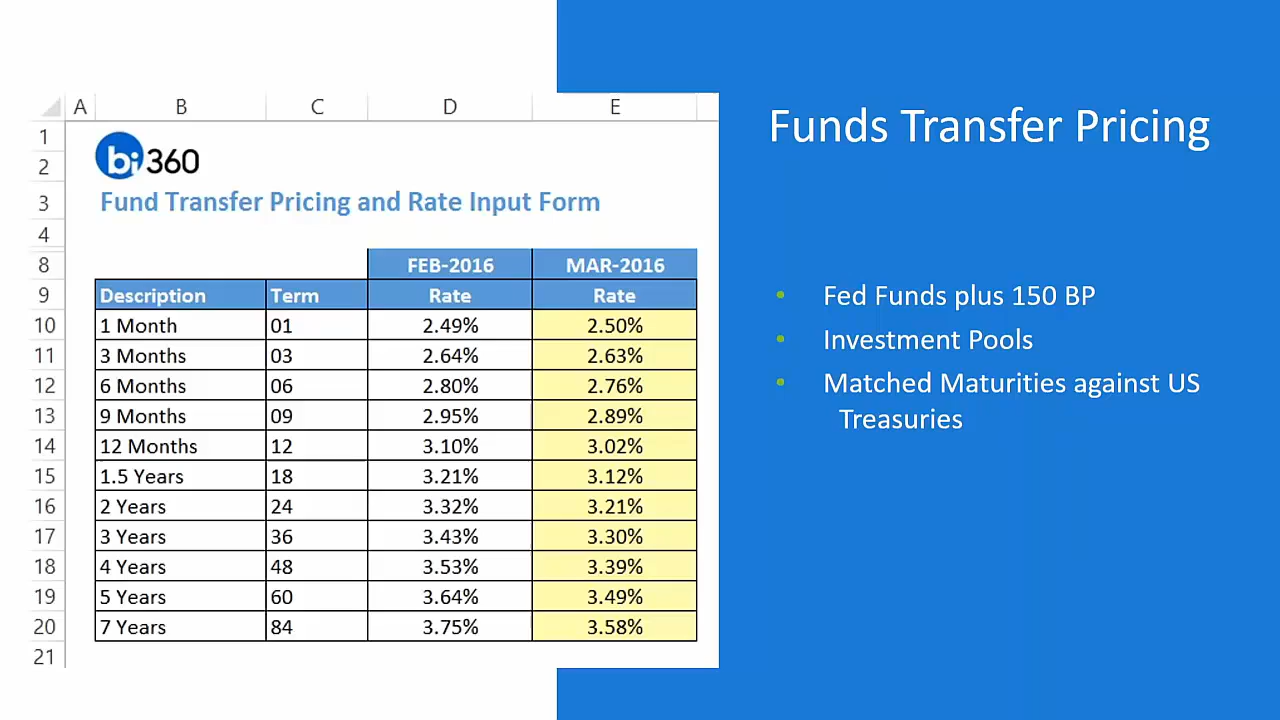 Funds Transfer Pricing
A B C D E
1
2 bi 360
3 Fund Transfer Pricing and Rate Input Form
4
8 FEB-2016 MAR-2016
9 Description Term Rate Rate
10 1 Month 01 2.49% 2.50%
11 3 Months 03 2.64% 2.63%
12 6 Months 06 2.80% 2.76%
13 9 Months 09 2.95% 2.89%
14 12 Months 12 3.10% 3.02%
15 1.5 Years 18 3.21% 3.12%
16 2 Years 24 3.32% 3.21%
17 3 Years 36 3.43% 3.30%
18 4 Years 48 3.53% 3.39%
19 5 Years 60 3.64% 3.49%
20 7 Years 84 3.75% 3.58%
21
• Fed Funds plus 150 BP
• Investment Pools
• Matched Maturities against US
Treasuries